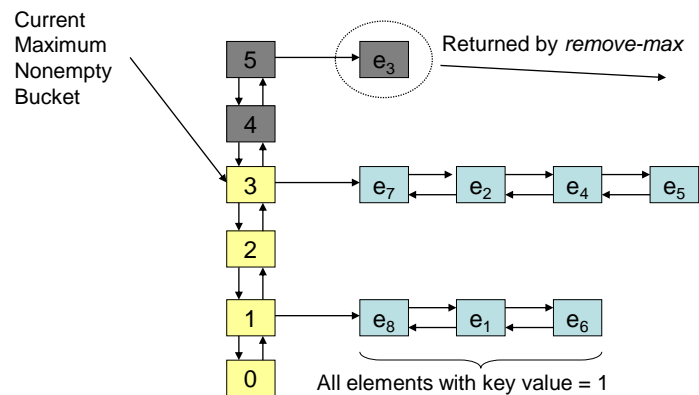 Current
Maximum
Nonempty
Bucket
5
e3
Returned by remove-max
4
3
e7
e2
e4
e5
2
1
e8
e1
e6
0
All elements with key value = 1